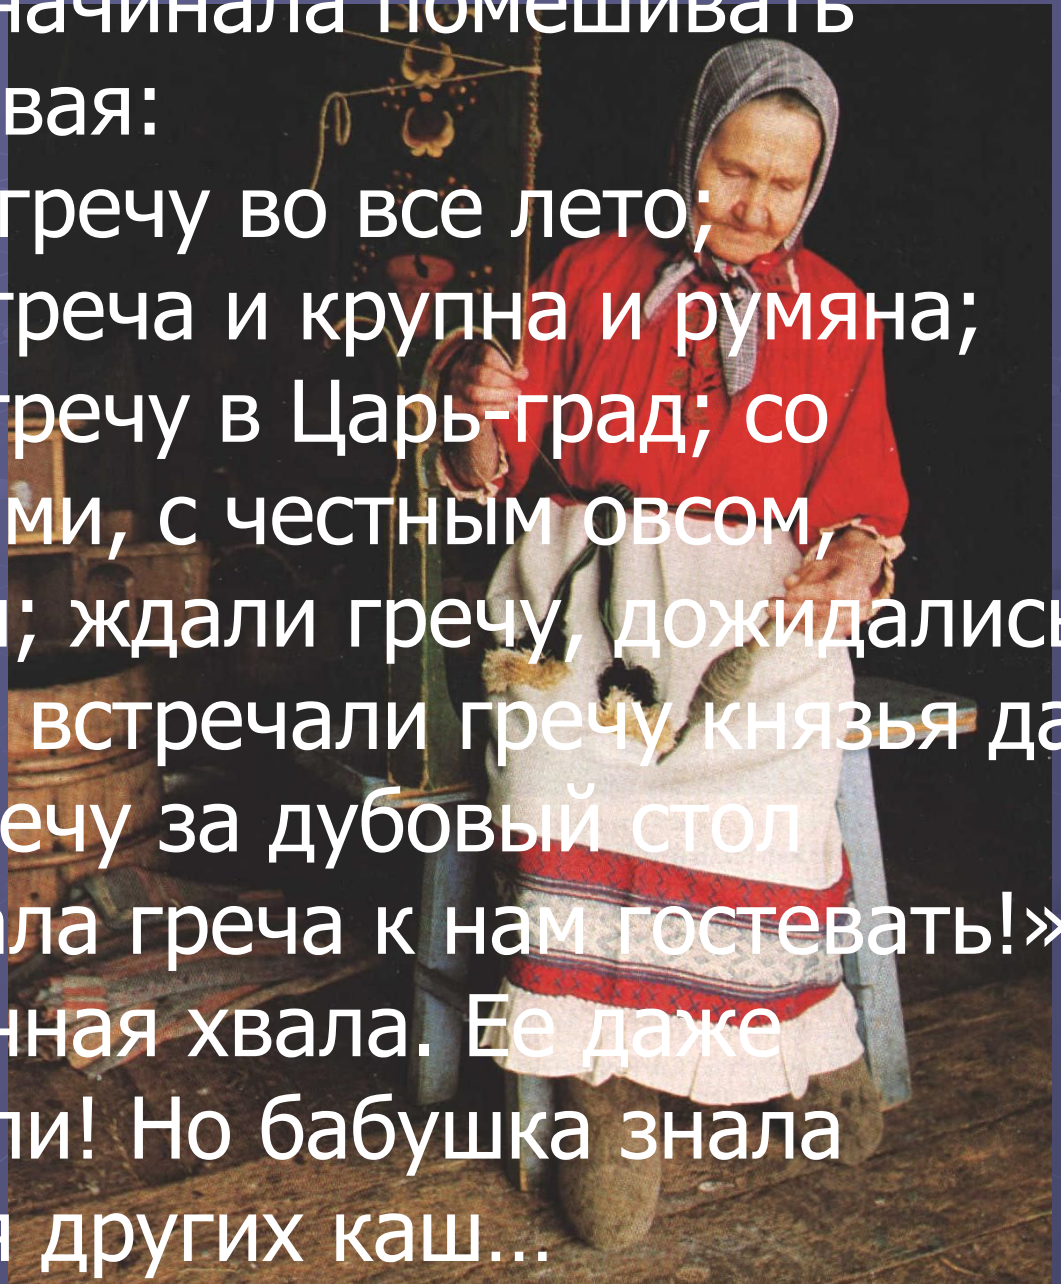 начинала помешивать
вая:
гречу во все лето;
греча и крупна и румяна;
гречу в Царь-град; со
ми, с честным овсом,
; ждали гречу, дожидались
встречали гречу князья да
ечу за дубовый стол
ала греча к нам гостевать!»
нная хвала. Ее даже
ли! Но бабушка знала
других каш...